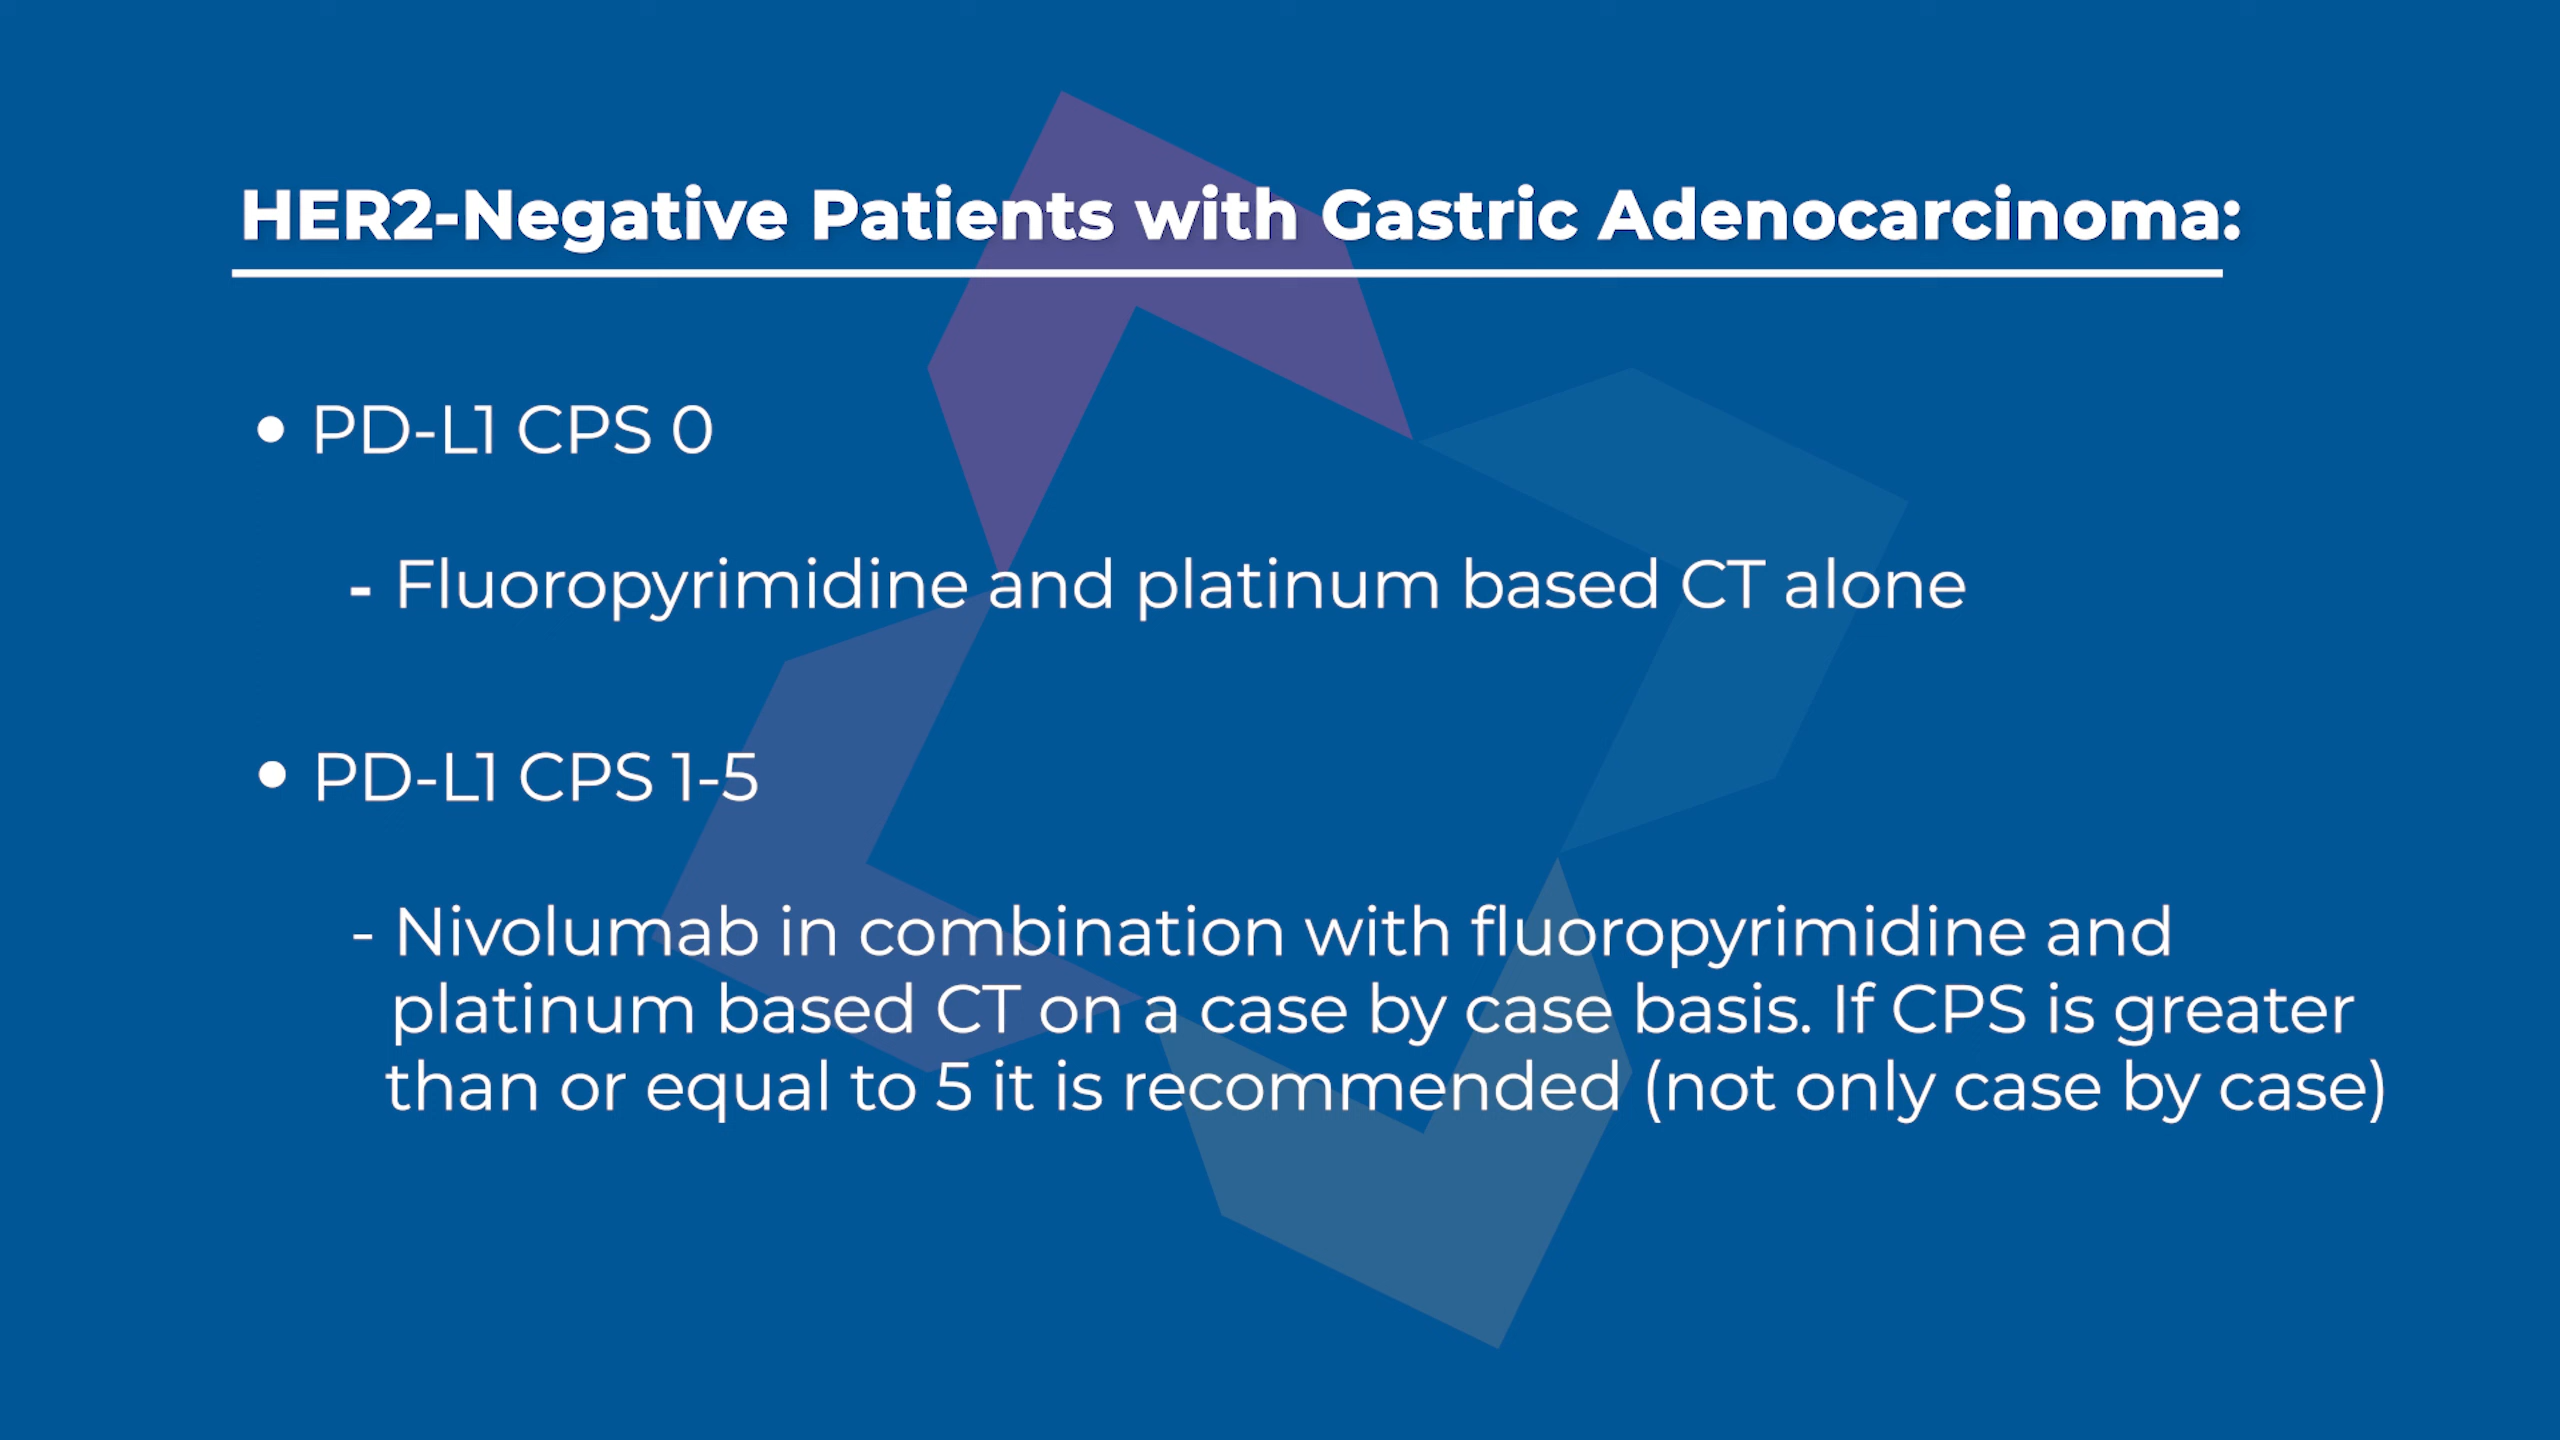 HER2-Negative Patients with Gastric Adenocarcinoma:
• PD-L1 CPS 0
- Fluoropyrimidine and platinum based CT alone
• PD-L1 CPS 1-5
- Nivolumab in combination with fluoropyrimidine and
platinum based CT on a case by case basis. If CPS is greater
than or equal to 5 it is recommended (not only case by case)